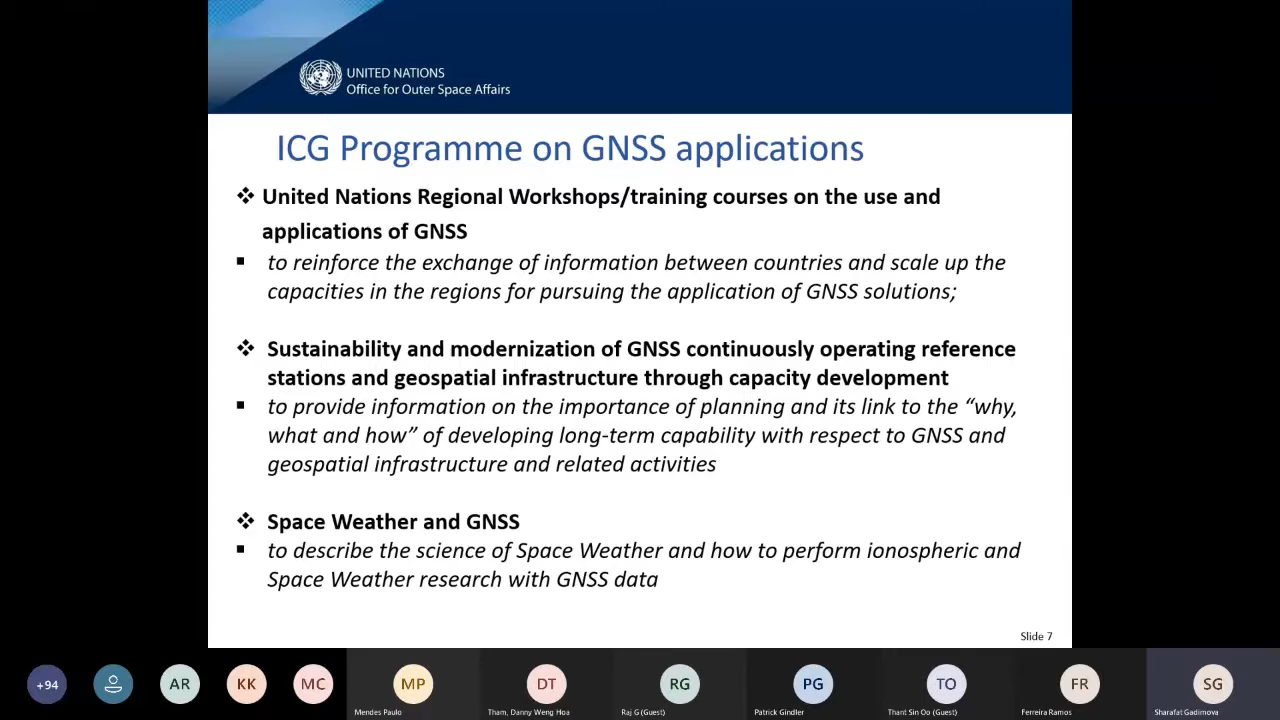 UNITED NATIONS
Office for Outer Space Affairs
ICG Programme on GNSS applications
❖ United Nations Regional Workshops/training courses on the use and
applications of GNSS
▪ to reinforce the exchange of information between countries and scale up the
capacities in the regions for pursuing the application of GNSS solutions;
❖ Sustainability and modernization of GNSS continuously operating reference
stations and geospatial infrastructure through capacity development
▪ to provide information on the importance of planning and its link to the “why,
what and how” of developing long-term capability with respect to GNSS and
geospatial infrastructure and related activities
❖ Space Weather and GNSS
▪ to describe the science of Space Weather and how to perform ionospheric and
Space Weather research with GNSS data
Slide 7
+94 AR KK MC MP DT RG PG TO FR SG
Mendes Paulo Tham, Danny Weng Hoa Raj G (Guest) Patrick Gindler Thant Sin Oo (Guest) Ferreira Ramos Sharafat Gadimova